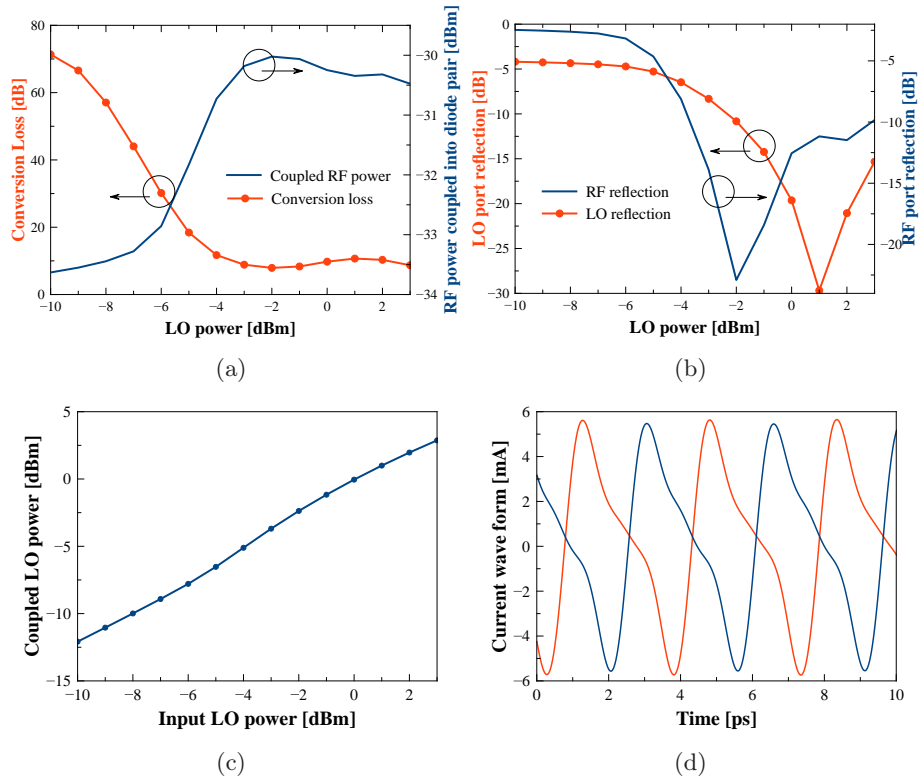 80
60
40
20
0
Conversion Loss [dB]
−10 −8 −6 −4 −2 0 2
LO power [dBm]
−30
−31
−32
−33
−34
RF power coupled into diode pair [dBm]
Coupled RF power
Conversion loss
(a)
0
−5
−10
−15
−20
−25
−30
LO port reflection [dB]
−10 −8 −6 −4 −2 0 2
LO power [dBm]
−5
−10
−15
−20
RF port reflection [dB]
RF reflection
LO reflection
(b)
5
0
−5
−10
−15
Coupled LO power [dBm]
−10 −8 −6 −4 −2 0 2
Input LO power [dBm]
(c)
6
4
2
0
−2
−4
−6
Current wave form [mA]
0 2 4 6 8 10
Time [ps]
(d)